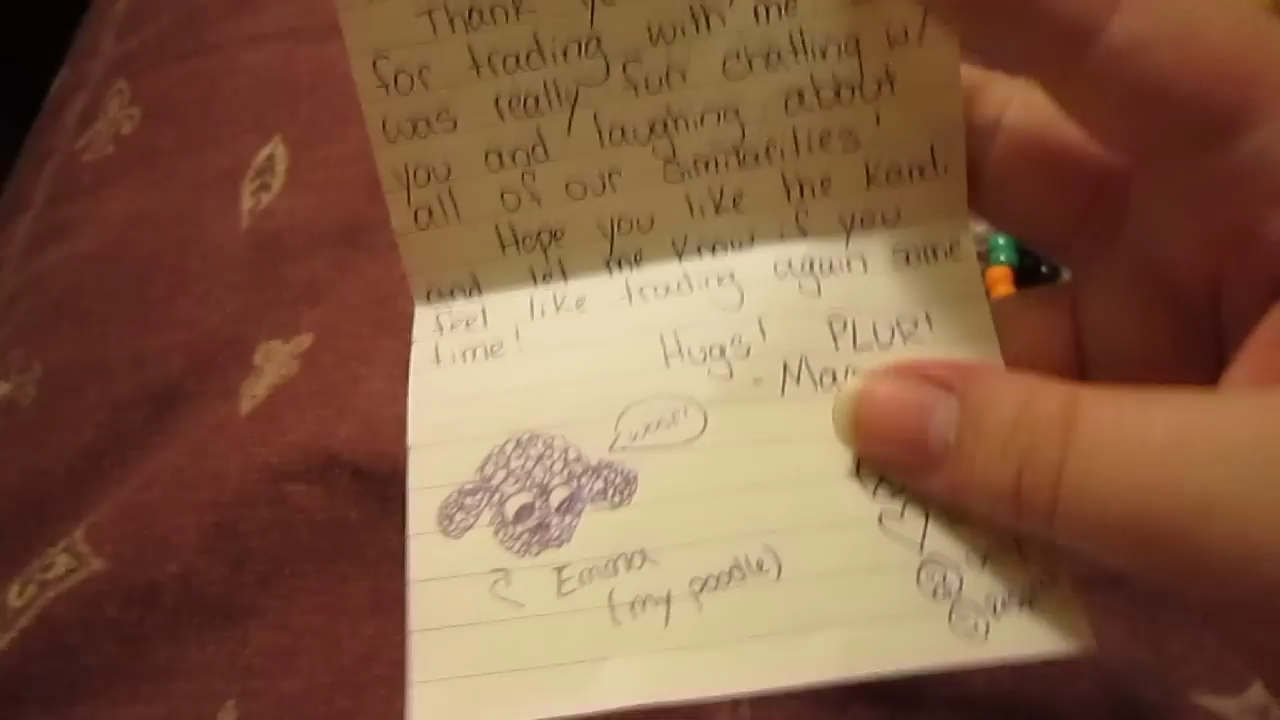 Thank
for trading with me
was really fun chatting w/
you and laughing about
all of our similarities!
Hope you like the kandi
and let me know if you
feel like trading again some
time!
Hugs! PLUR!
Emma
(my poodle)